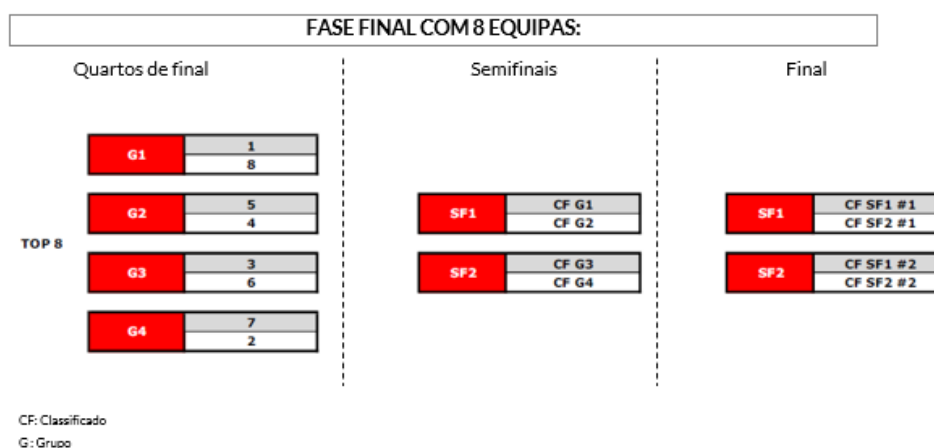 FASE FINAL COM 8 EQUIPAS:
Quartos de final
Semifinais
Final
TOP 8
G1
1
8
G2
5
4
G3
3
6
G4
7
2
SF1
CF G1
CF G2
SF2
CF G3
CF G4
SF1
CF SF1 #1
CF SF2 #1
SF2
CF SF1 #2
CF SF2 #2
CF: Classificado
G: Grupo